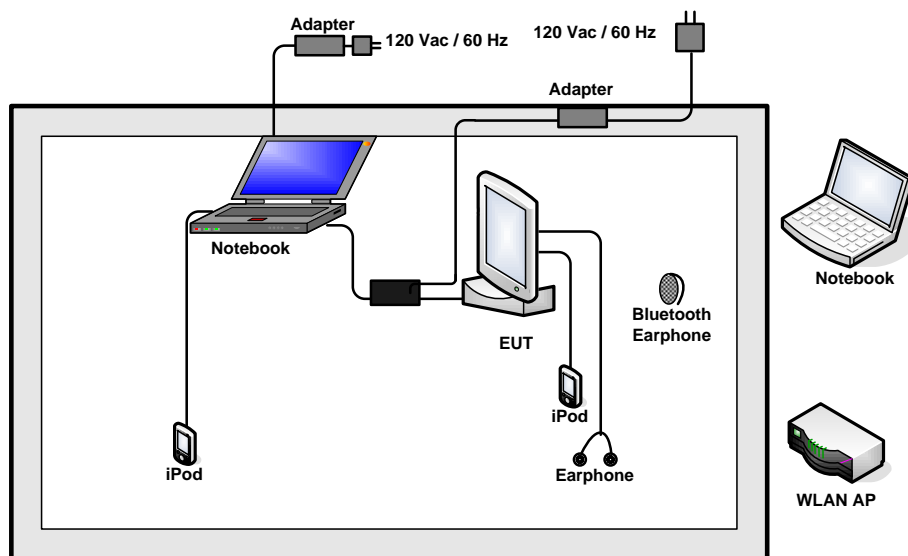 Adapter
120 Vac / 60 Hz
120 Vac / 60 Hz
Adapter
Notebook
Notebook
Bluetooth
Earphone
EUT
iPod
iPod
Earphone
WLAN AP